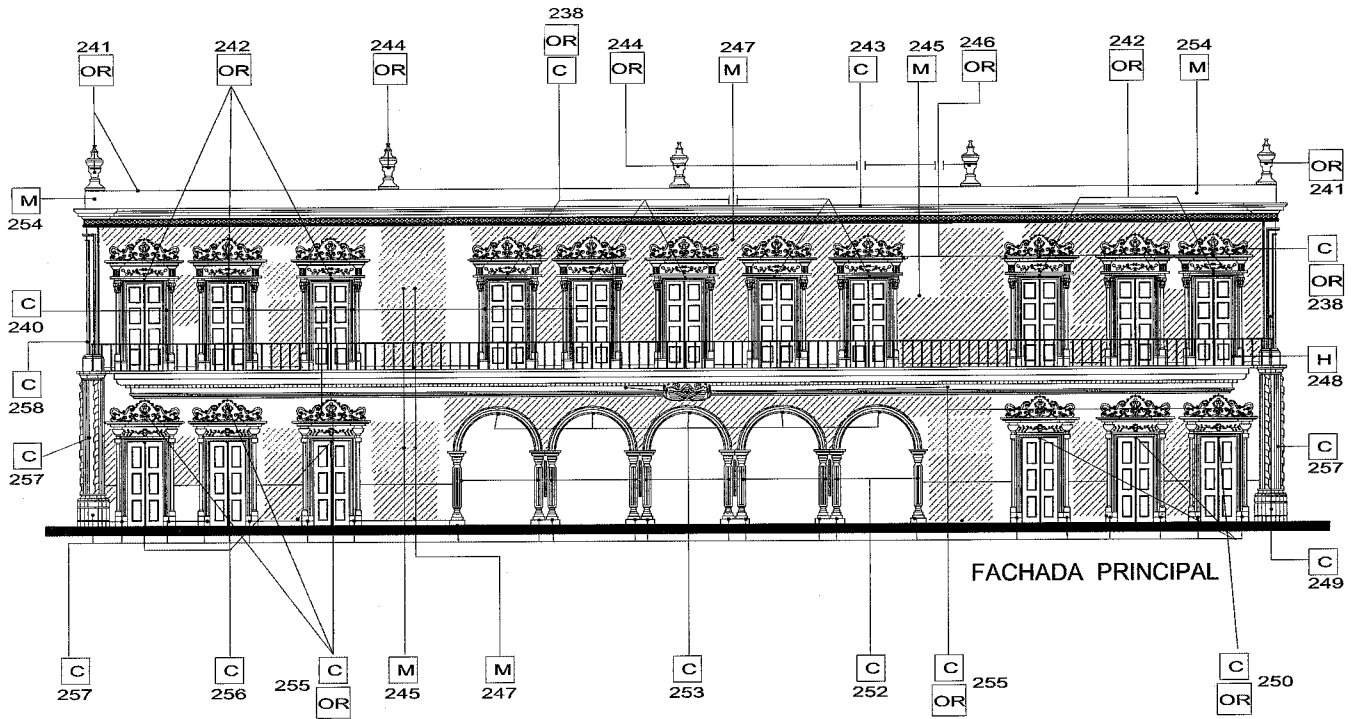 238
241 242 244 OR 244 247 243 245 246 242 254
OR OR OR C OR M C M OR OR M
OR
241
M
254
C
OR
238
C
240
H
248
C
258
C
257
C
257
FACHADA PRINCIPAL
C
249
C C 255 C M M C C C 255 C 250
257 256 OR 245 247 253 252 OR OR